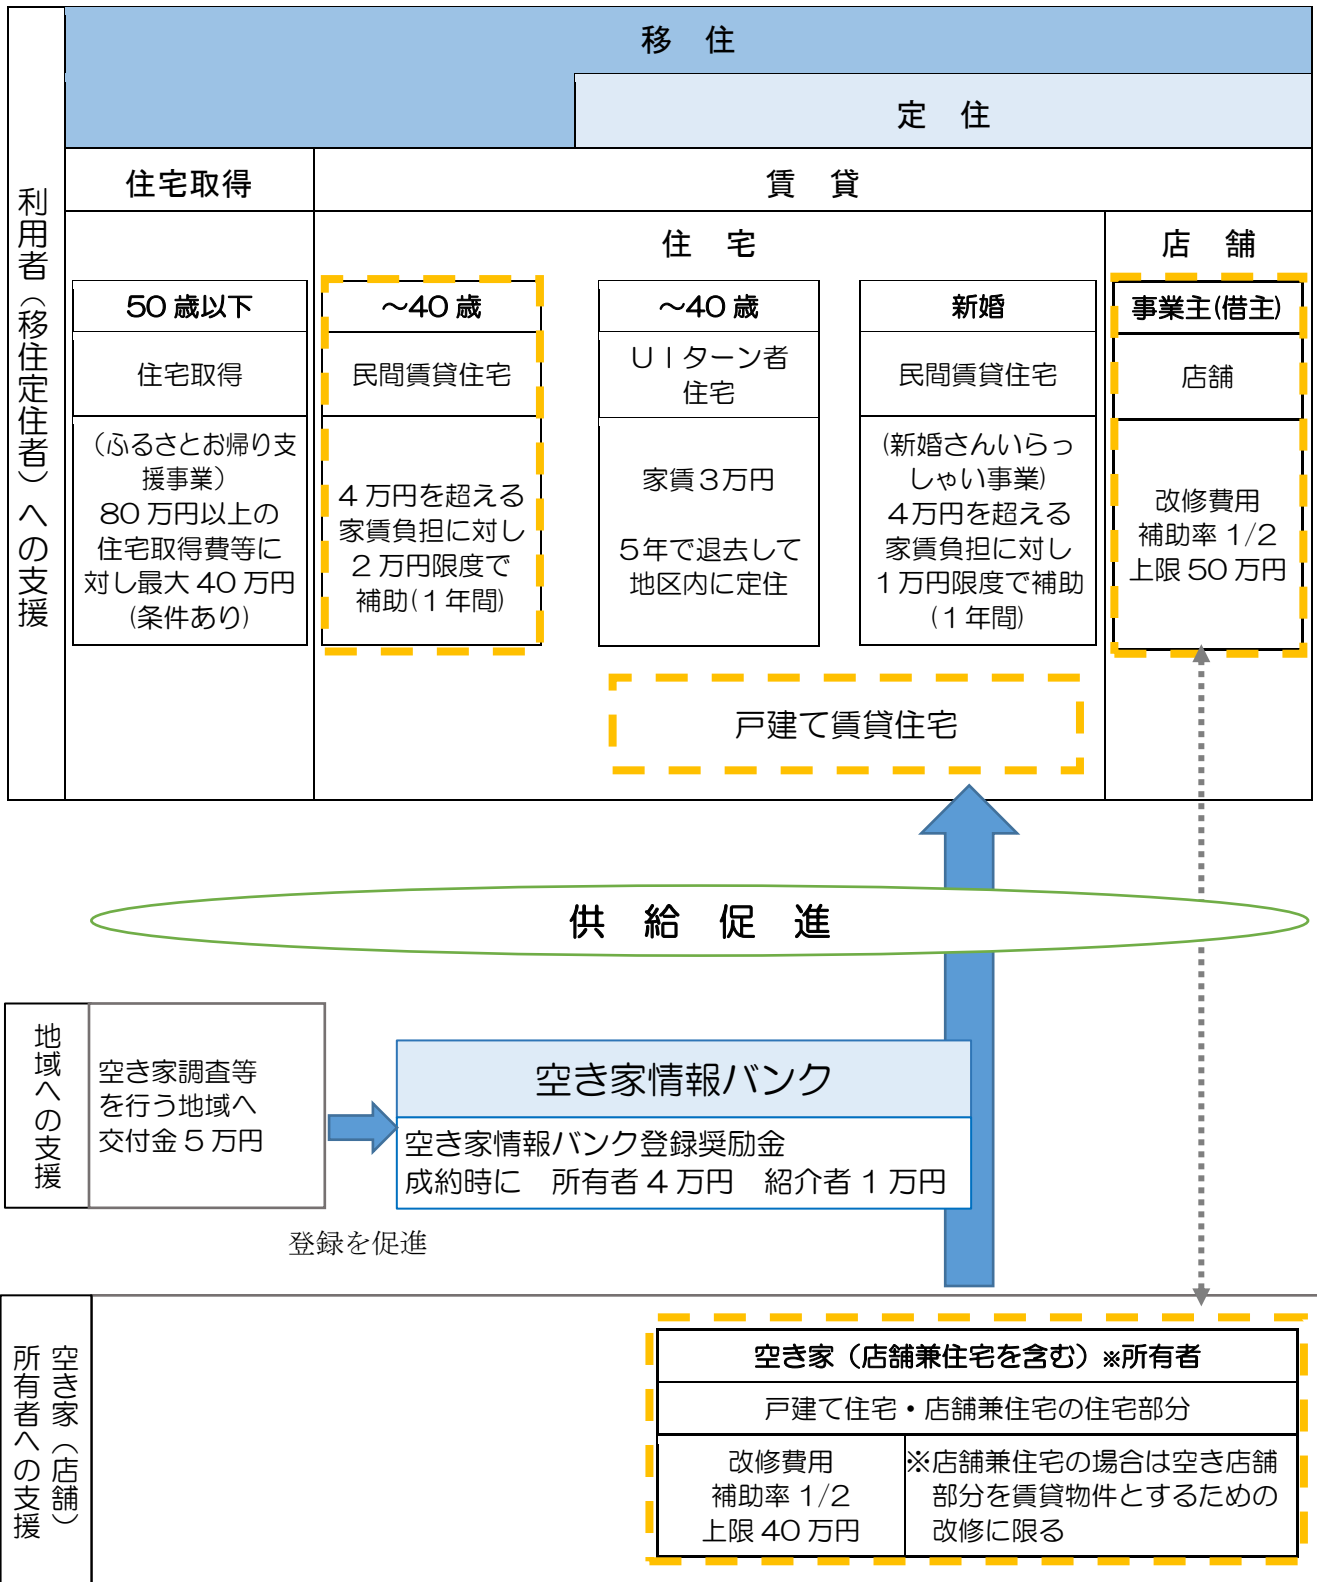 移 住
定 住
利用者（移住定住者）への支援
住宅取得
賃 貸
住 宅
店 舗
50歳以下
住宅取得
（ふるさとお帰り支
援事業）
80万円以上の
住宅取得費等に
対し最大40万円
(条件あり)
～40歳
民間賃貸住宅
4万円を超える
家賃負担に対し
2万円限度で
補助(1年間)
～40歳
ＵＩターン者
住宅
家賃３万円
５年で退去して
地区内に定住
新婚
民間賃貸住宅
(新婚さんいらっ
しゃい事業)
４万円を超える
家賃負担に対し
１万円限度で補助
(１年間)
事業主(借主)
店舗
改修費用
補助率 1/2
上限50万円
戸建て賃貸住宅
供 給 促 進
地域への支援
空き家調査等
を行う地域へ
交付金5万円
空き家情報バンク
空き家情報バンク登録奨励金
成約時に　所有者4万円　紹介者1万円
登録を促進
空き家（店舗）
所有者への支援
空き家（店舗兼住宅を含む）※所有者
戸建て住宅・店舗兼住宅の住宅部分
改修費用
補助率 1/2
上限40万円
※店舗兼住宅の場合は空き店舗
部分を賃貸物件とするための
改修に限る